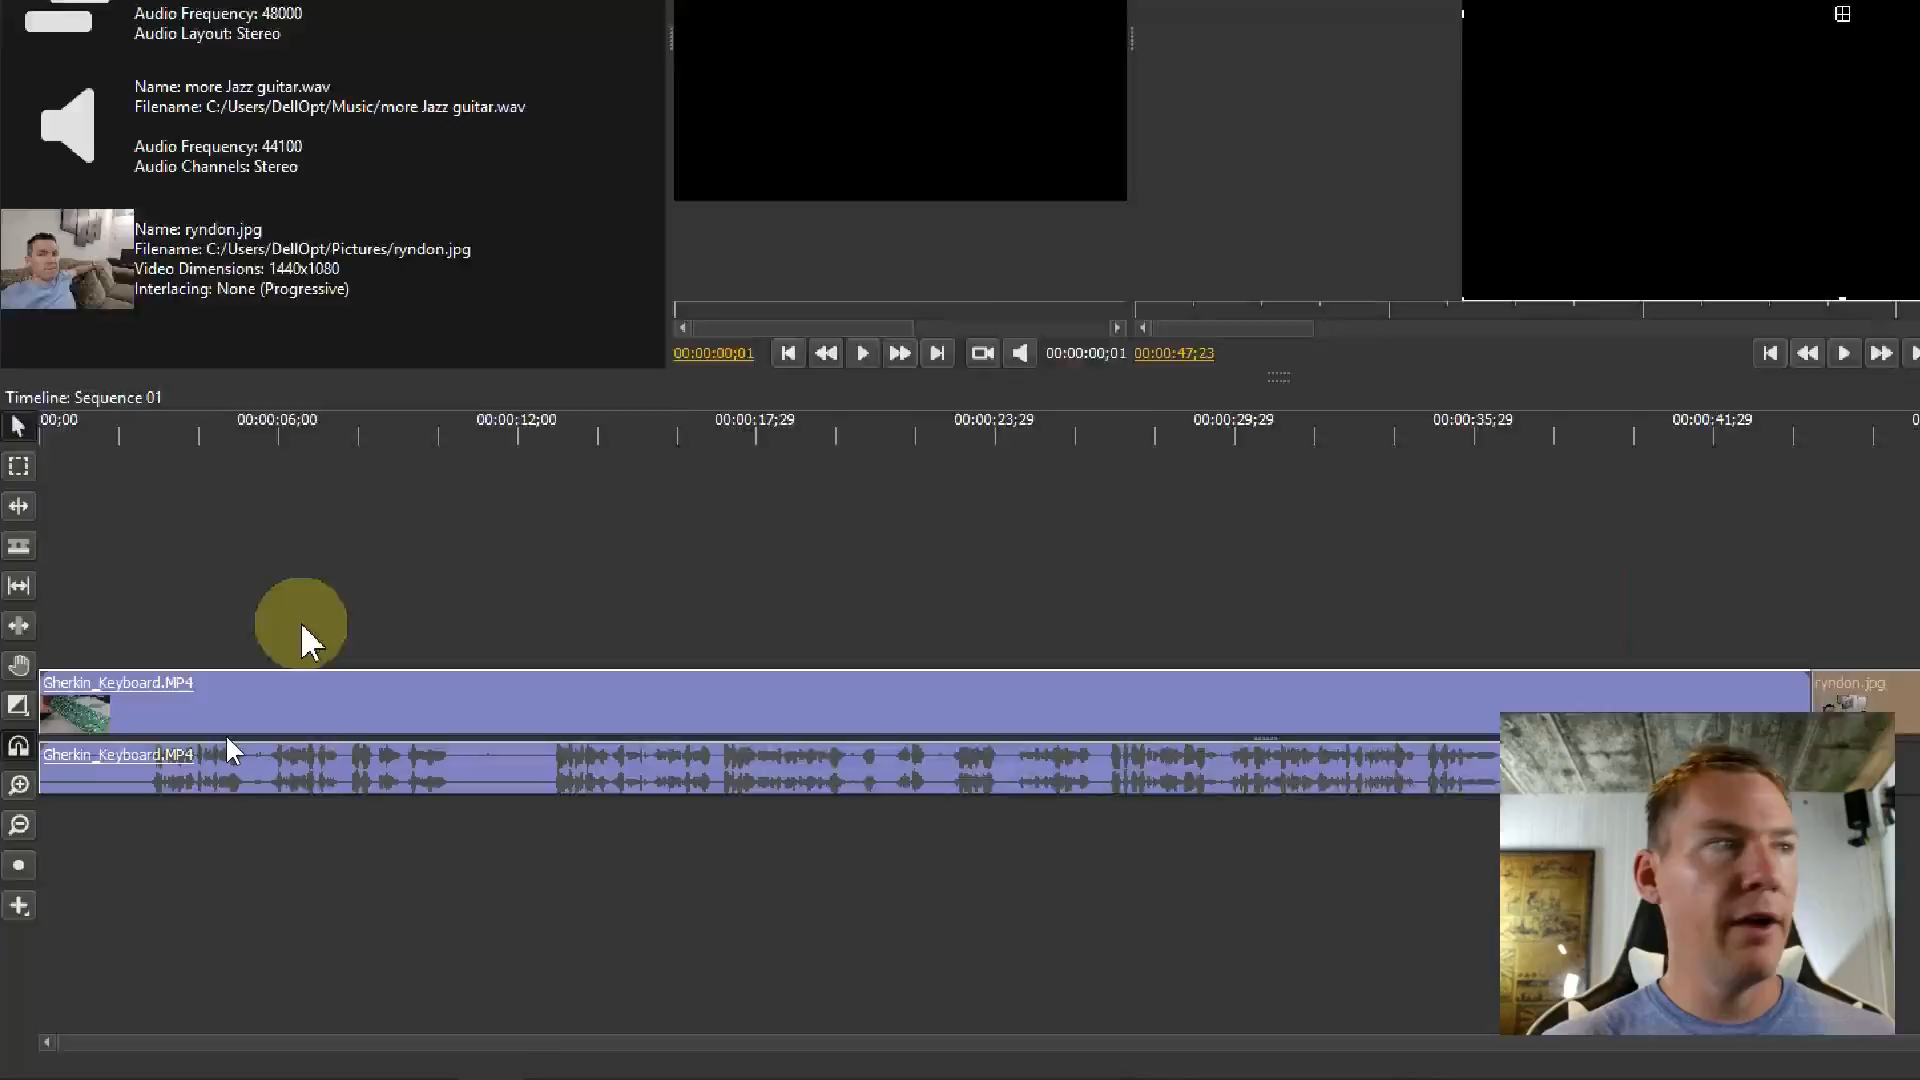 Audio Frequency: 48000
Audio Layout: Stereo
Name: more Jazz guitar.wav
Filename: C:/Users/DellOpt/Music/more Jazz guitar.wav
Audio Frequency: 44100
Audio Channels: Stereo
Name: ryndon.jpg
Filename: C:/Users/DellOpt/Pictures/ryndon.jpg
Video Dimensions: 1440x1080
Interlacing: None (Progressive)
00:00:00;01
00:00:00;01
00:00:47;23
Timeline: Sequence 01
00;00
00:00:06;00
00:00:12;00
00:00:17;29
00:00:23;29
00:00:29;29
00:00:35;29
00:00:41;29
0
Gherkin_Keyboard.MP4
ryndon.jpg
Gherkin_Keyboard.MP4